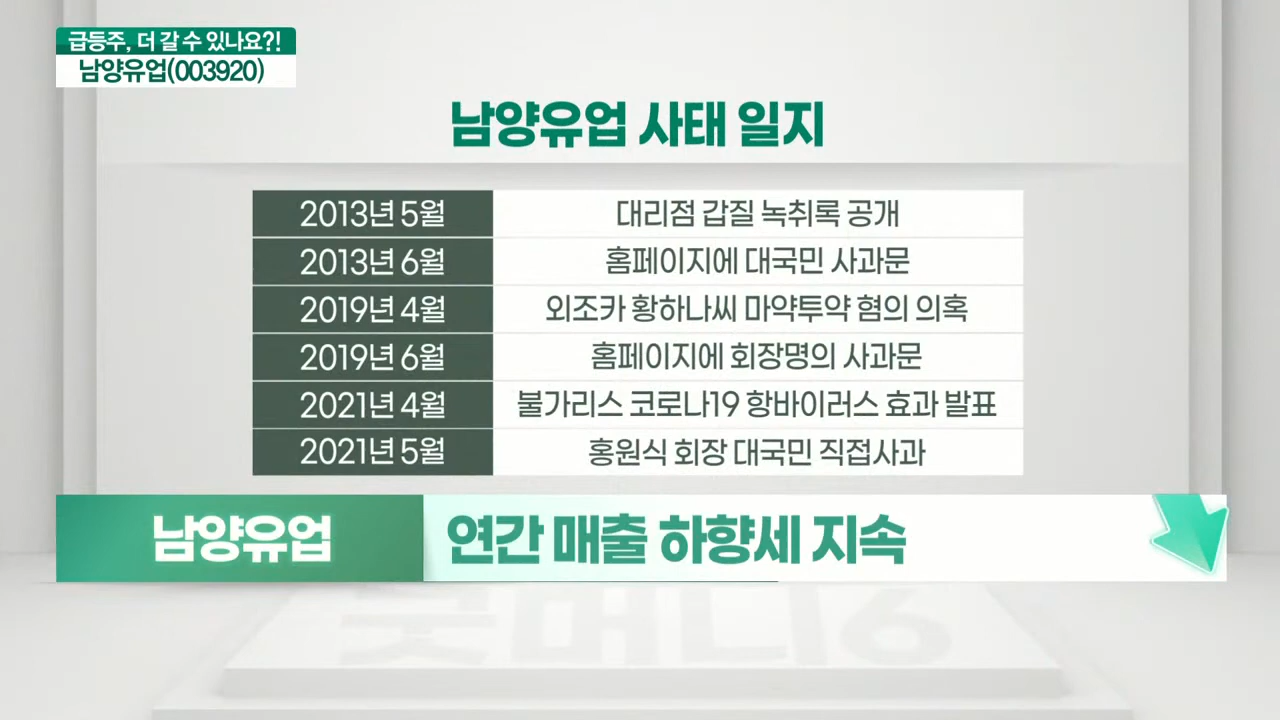 급등주, 더 갈 수 있나요?!
남양유업(003920)
남양유업 사태 일지
2013년 5월 대리점 갑질 녹취록 공개
2013년 6월 홈페이지에 대국민 사과문
2019년 4월 외조카 황하나씨 마약투약 혐의 의혹
2019년 6월 홈페이지에 회장명의 사과문
2021년 4월 불가리스 코로나19 항바이러스 효과 발표
2021년 5월 홍원식 회장 대국민 직접사과
남양유업 연간 매출 하향세 지속
굿머니6